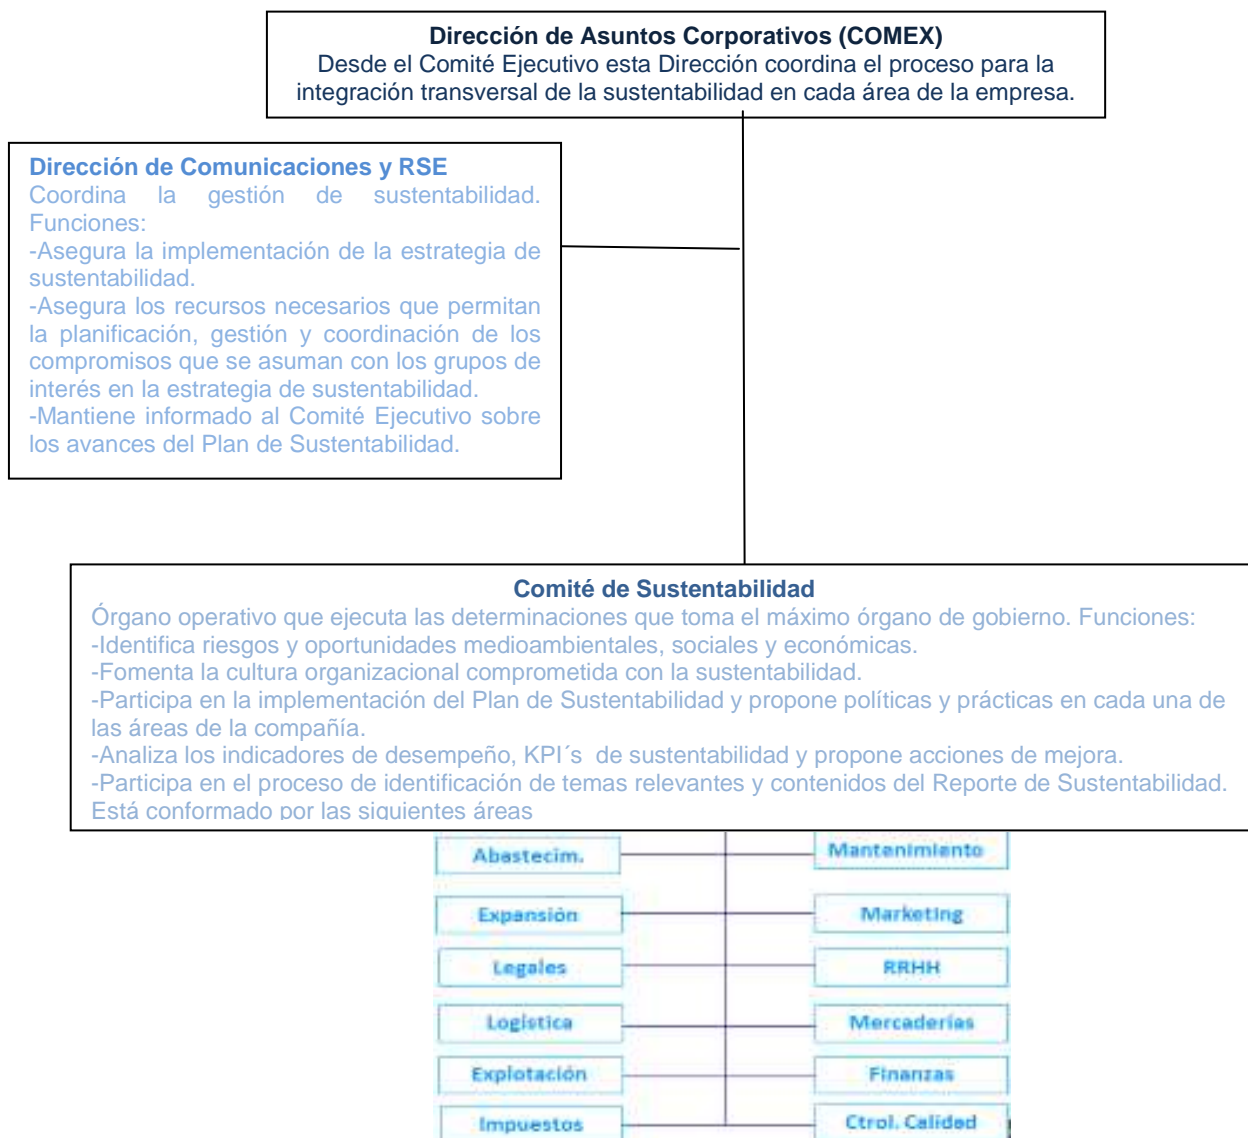 Dirección de Asuntos Corporativos (COMEX)
Desde el Comité Ejecutivo esta Dirección coordina el proceso para la
integración transversal de la sustentabilidad en cada área de la empresa.
Dirección de Comunicaciones y RSE
Coordina la gestión de sustentabilidad.
Funciones:
-Asegura la implementación de la estrategia de
sustentabilidad.
-Asegura los recursos necesarios que permitan
la planificación, gestión y coordinación de los
compromisos que se asuman con los grupos de
interés en la estrategia de sustentabilidad.
-Mantiene informado al Comité Ejecutivo sobre
los avances del Plan de Sustentabilidad.
Comité de Sustentabilidad
Órgano operativo que ejecuta las determinaciones que toma el máximo órgano de gobierno. Funciones:
-Identifica riesgos y oportunidades medioambientales, sociales y económicas.
-Fomenta la cultura organizacional comprometida con la sustentabilidad.
-Participa en la implementación del Plan de Sustentabilidad y propone políticas y prácticas en cada una de
las áreas de la compañía.
-Analiza los indicadores de desempeño, KPI´s de sustentabilidad y propone acciones de mejora.
-Participa en el proceso de identificación de temas relevantes y contenidos del Reporte de Sustentabilidad.
Está conformado por las siguientes áreas
Abastecim.
Mantenimiento
Expansión
Marketing
Legales
RRHH
Logística
Mercaderías
Explotación
Finanzas
Impuestos
Ctrol. Calidad